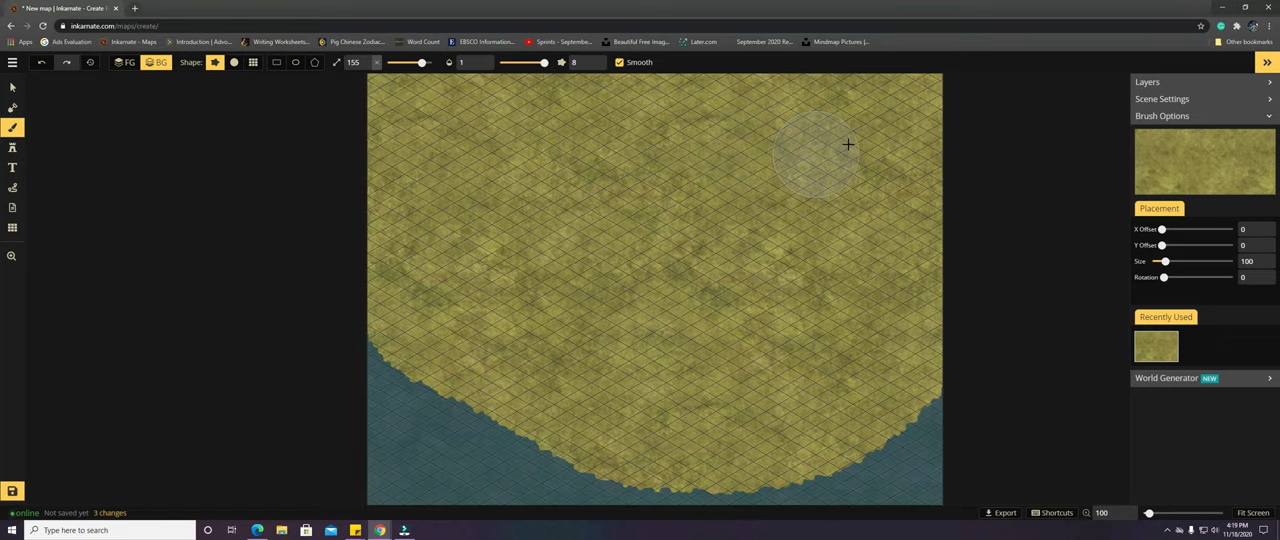 * New map | Inkarnate - Create
inkarnate.com/maps/create/
Apps Ads Evaluation Inkarnate - Maps Introduction | Advo... Writing Worksheets... Pig Chinese Zodiac... Word Count EBSCO Information... Sprints - Septembe... Beautiful Free Imag... Later.com September 2020 Re... Mindmap Pictures |... Other bookmarks
FG BG Shape: 155 1 8 Smooth
Layers
Scene Settings
Brush Options
Placement
X Offset 0
Y Offset 0
Size 100
Rotation 0
Recently Used
World Generator NEW
online Not saved yet 3 changes Export Shortcuts 100 Fit Screen
Type here to search
4:19 PM
11/18/2020